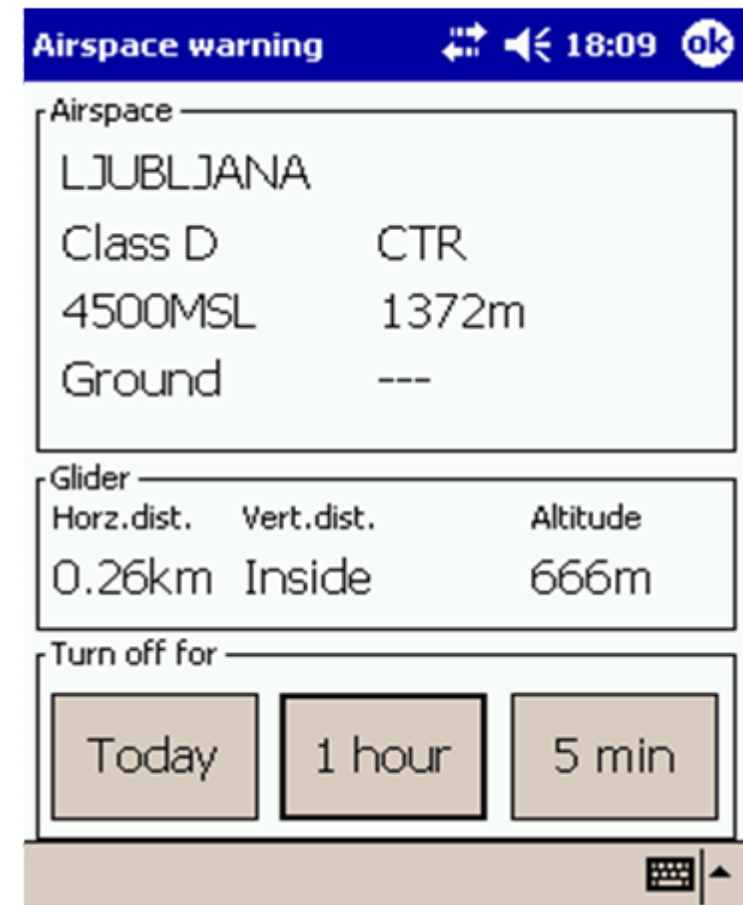 Airspace warning 18:09 ok
Airspace
LJUBLJANA
Class D CTR
4500MSL 1372m
Ground ---
Glider
Horz.dist. Vert.dist. Altitude
0.26km Inside 666m
Turn off for
Today 1 hour 5 min